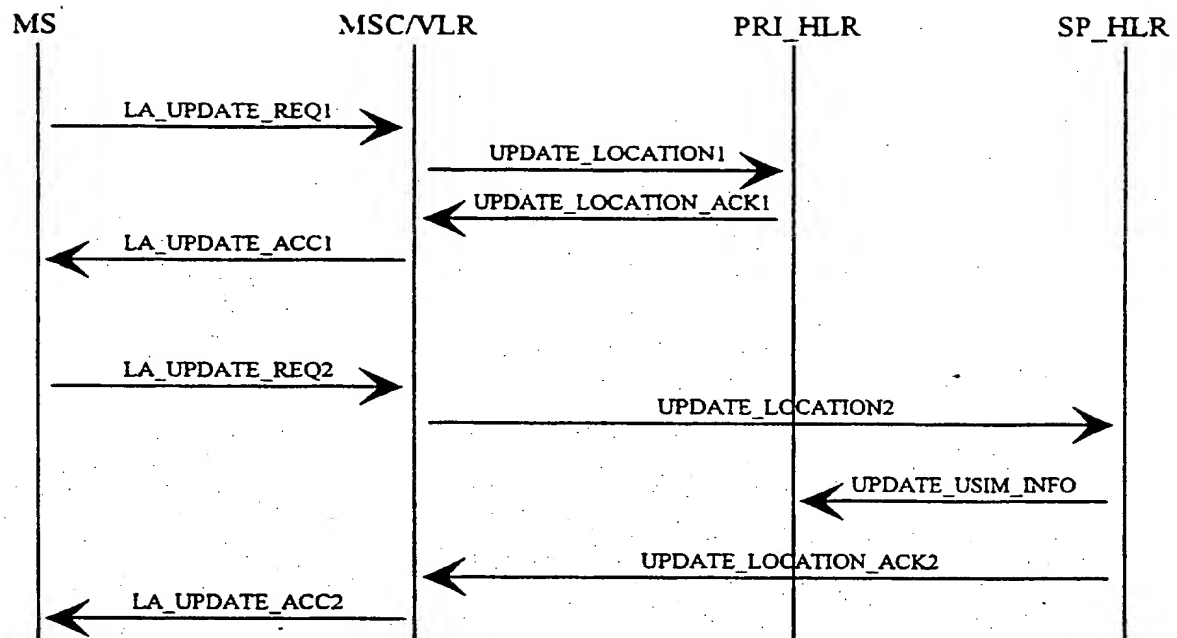 MS
MSC/VLR
PRI_HLR
SP_HLR
LA_UPDATE_REQ1
UPDATE_LOCATION1
UPDATE_LOCATION_ACK1
LA_UPDATE_ACC1
LA_UPDATE_REQ2
UPDATE_LOCATION2
UPDATE_USIM_INFO
UPDATE_LOCATION_ACK2
LA_UPDATE_ACC2